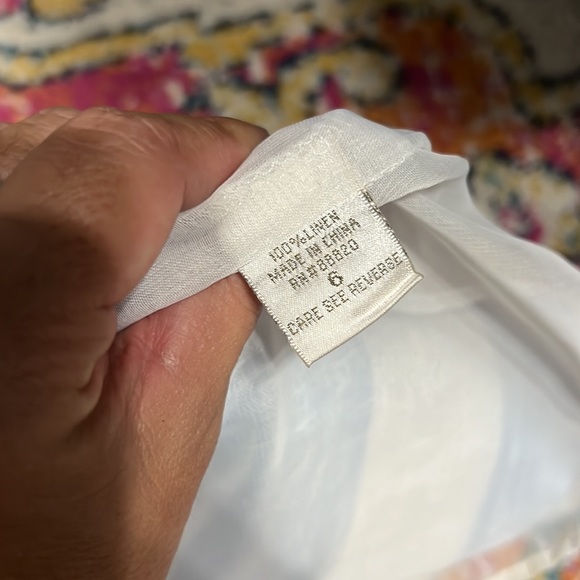 100% LINEN
MADE IN CHINA
RN# 88820
6
CARE SEE REVERSE